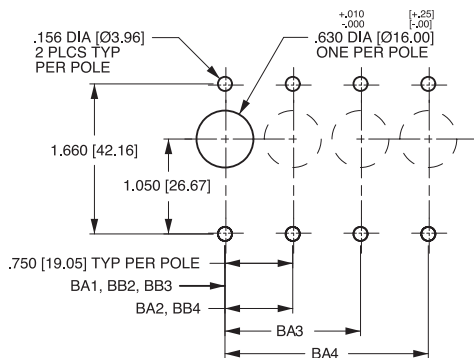 +.010 [+.25]
-.000 [-.00]
.156 DIA [Ø3.96]
2 PLCS TYP
PER POLE
.630 DIA [Ø16.00]
ONE PER POLE
1.660 [42.16]
1.050 [26.67]
.750 [19.05] TYP PER POLE
BA1, BB2, BB3
BA2, BB4
BA3
BA4